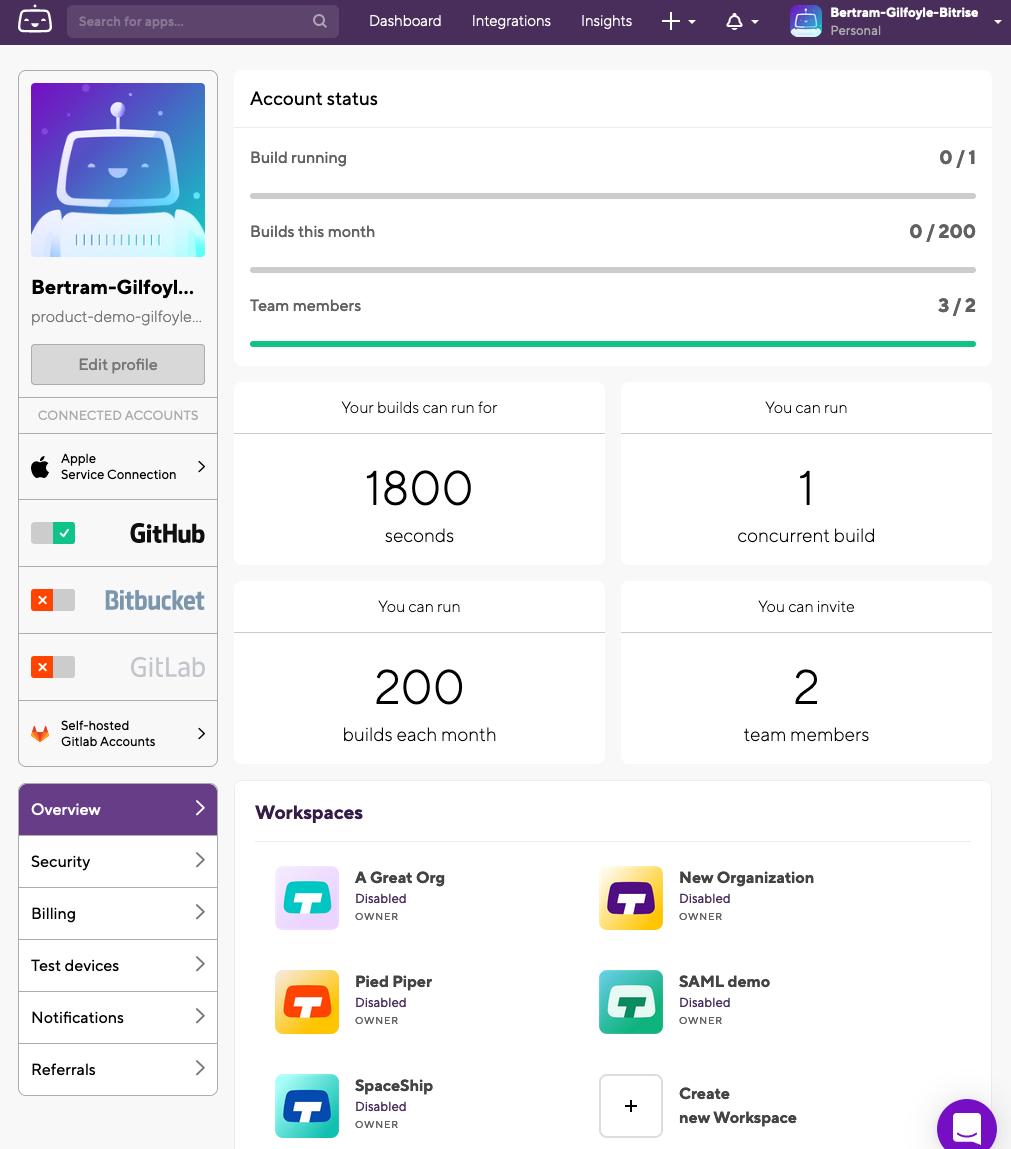 Search for apps...
Dashboard
Integrations
Insights
Bertram-Gilfoyle-Bitrise
Personal
Bertram-Gilfoyl...
product-demo-gilfoyle...
Edit profile
CONNECTED ACCOUNTS
Apple
Service Connection
GitHub
Bitbucket
GitLab
Self-hosted
Gitlab Accounts
Overview
Security
Billing
Test devices
Notifications
Referrals
Account status
Build running 0 / 1
Builds this month 0 / 200
Team members 3 / 2
Your builds can run for
1800
seconds
You can run
1
concurrent build
You can run
200
builds each month
You can invite
2
team members
Workspaces
A Great Org
Disabled
OWNER
New Organization
Disabled
OWNER
Pied Piper
Disabled
OWNER
SAML demo
Disabled
OWNER
SpaceShip
Disabled
OWNER
Create
new Workspace